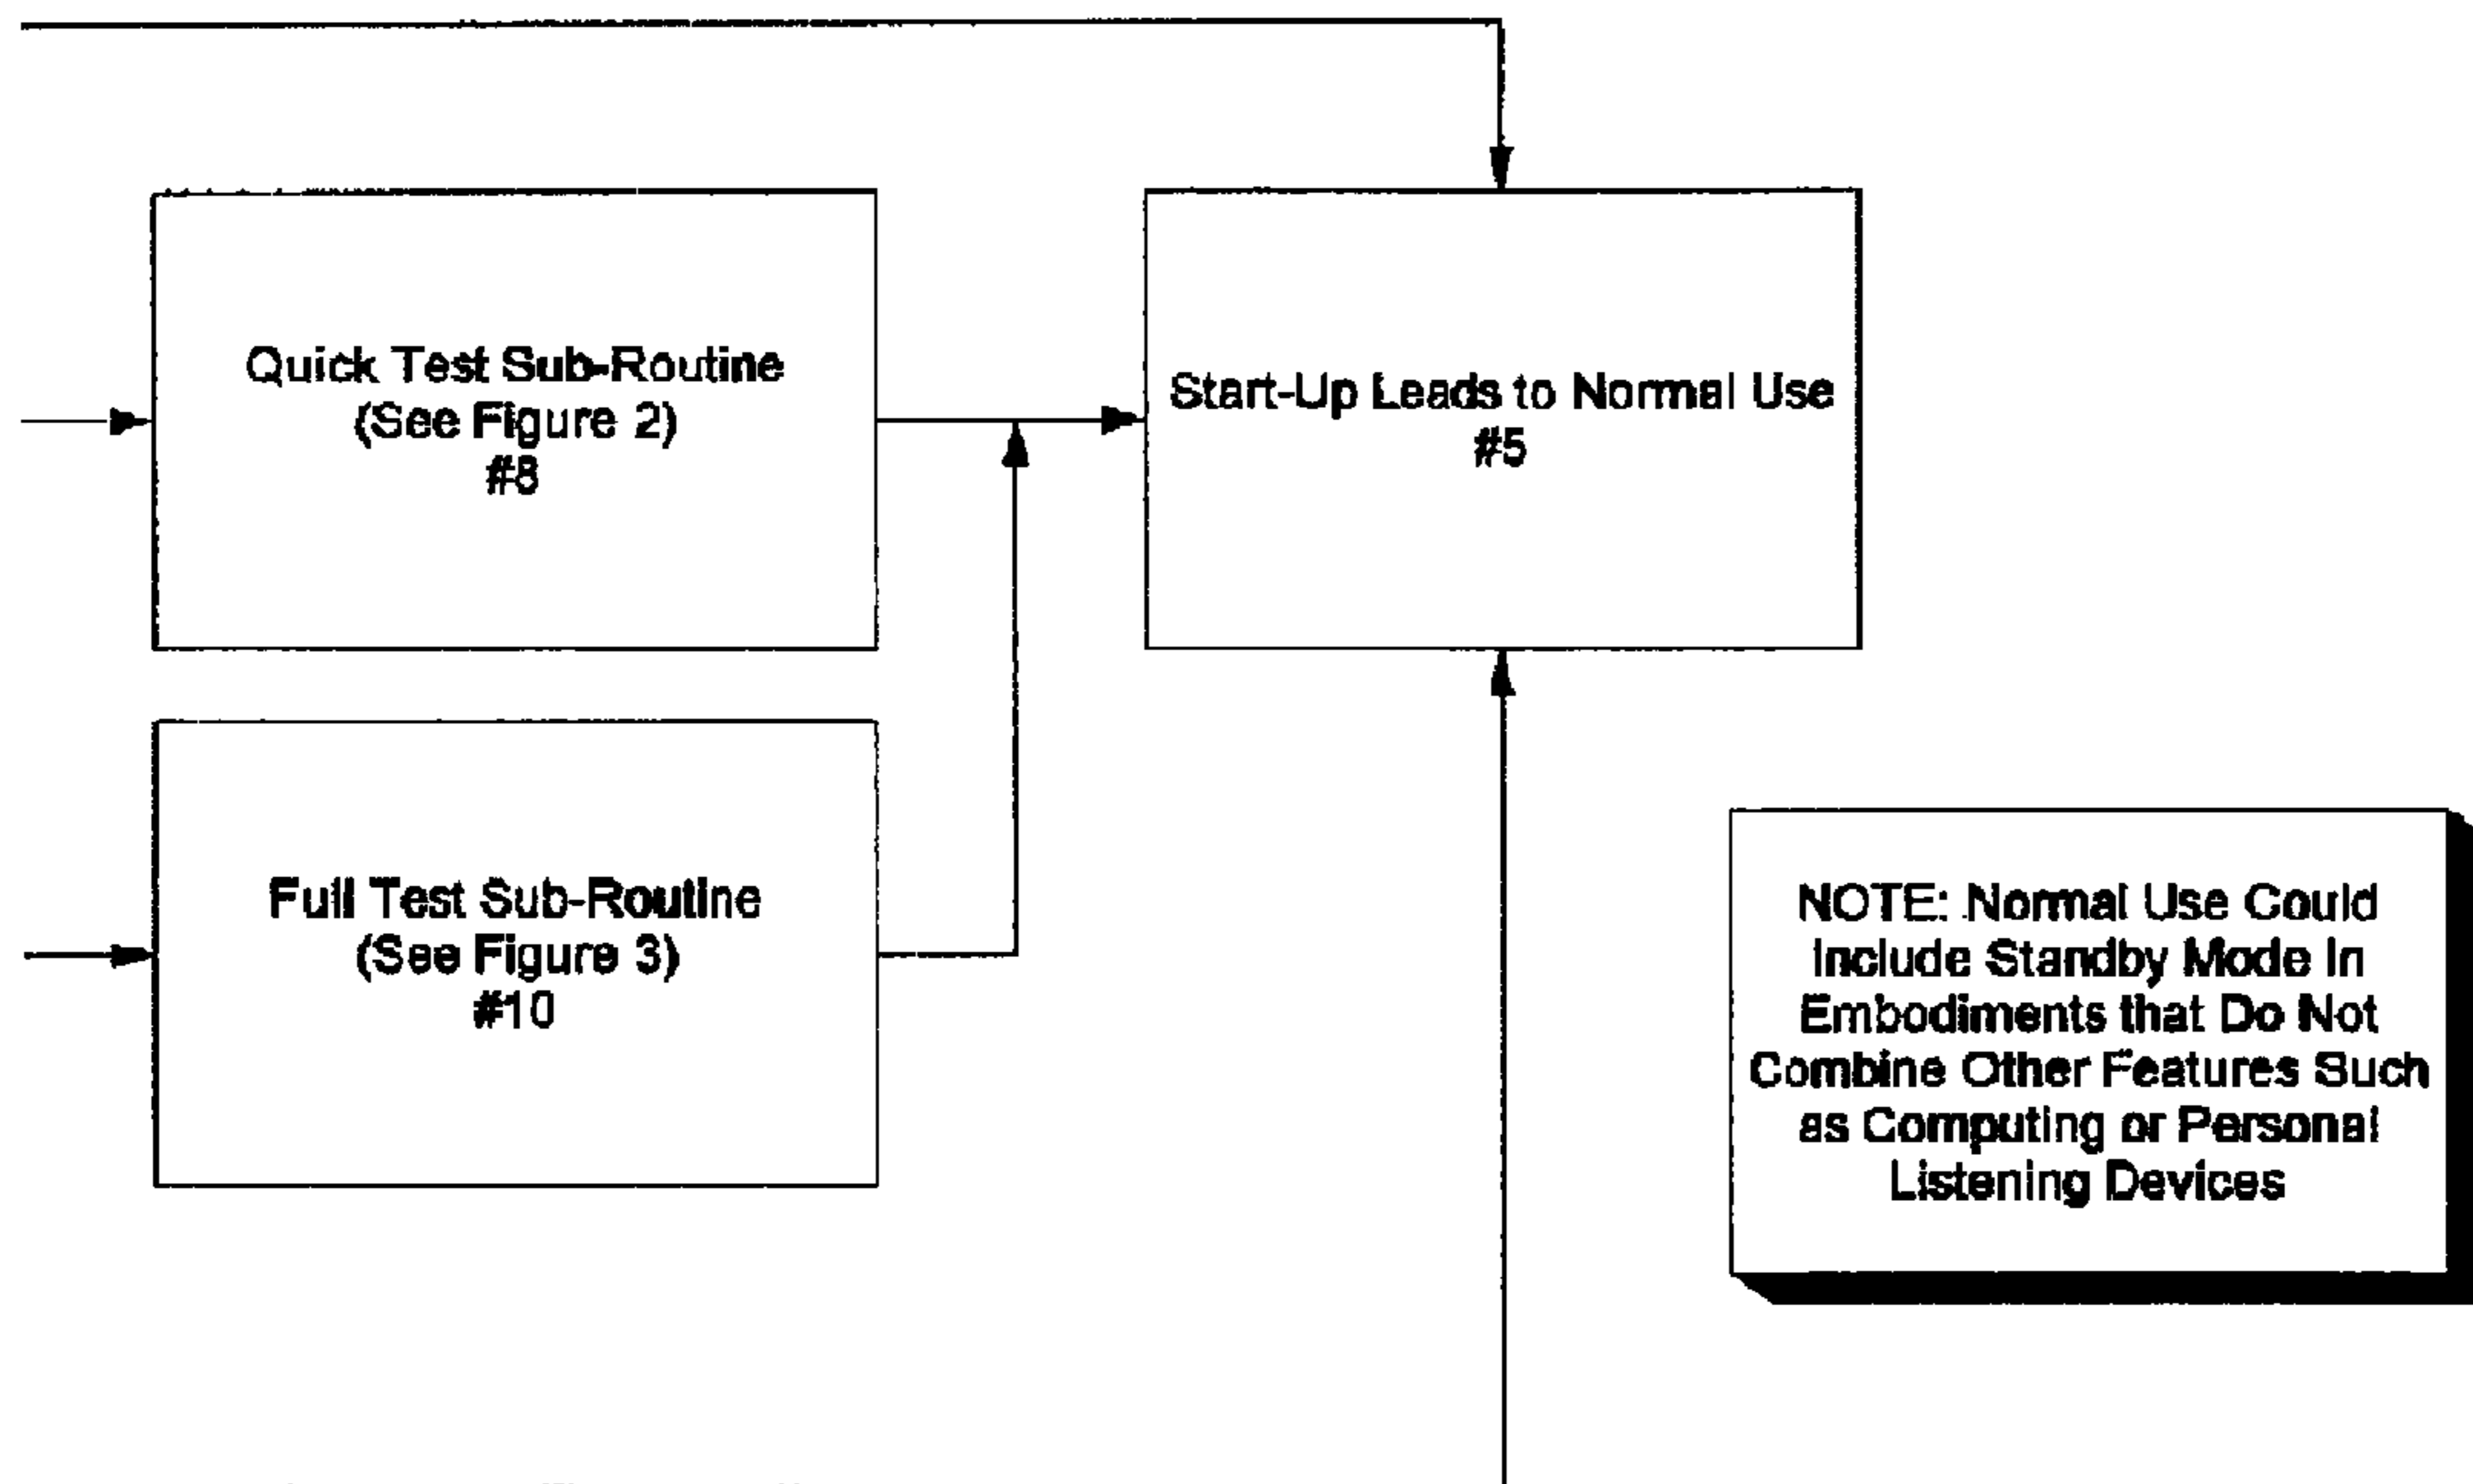 Quick Test Sub-Routine
(See Figure 2)
#8
Start-Up Leads to Normal Use
#5
Full Test Sub-Routine
(See Figure 3)
#10
NOTE: Normal Use Could
Include Standby Mode In
Embodiments that Do Not
Combine Other Features Such
as Computing or Personal
Listening Devices